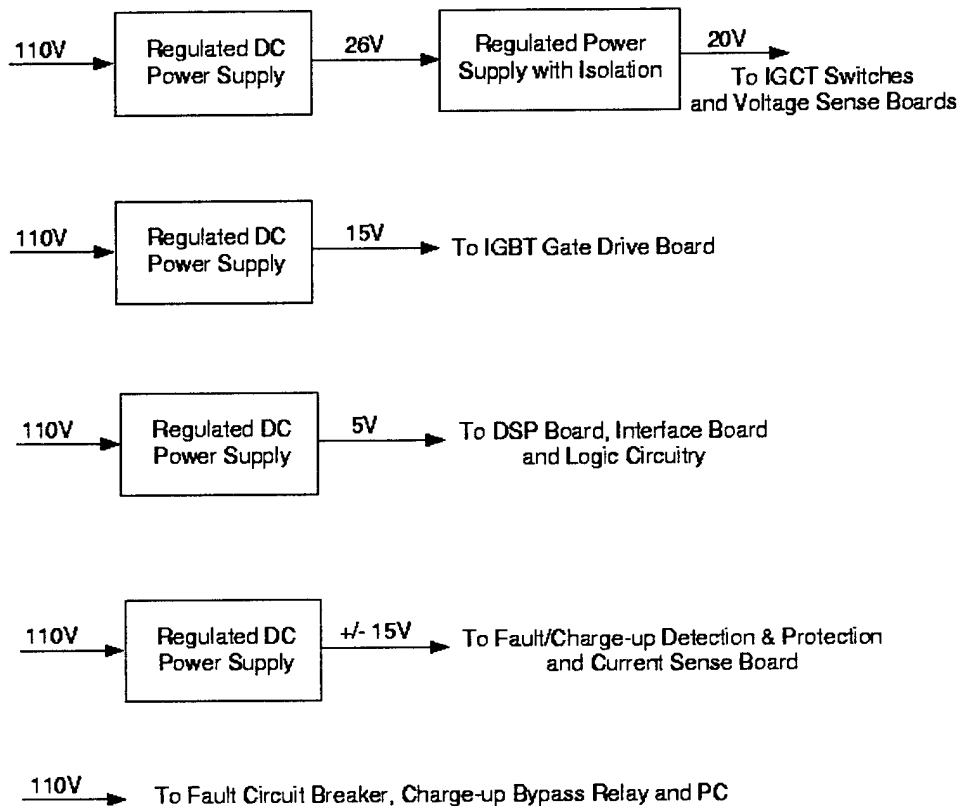 110V
Regulated DC
Power Supply
26V
Regulated Power
Supply with Isolation
20V
To IGCT Switches
and Voltage Sense Boards
110V
Regulated DC
Power Supply
15V
To IGBT Gate Drive Board
110V
Regulated DC
Power Supply
5V
To DSP Board, Interface Board
and Logic Circuitry
110V
Regulated DC
Power Supply
+/- 15V
To Fault/Charge-up Detection & Protection
and Current Sense Board
110V
To Fault Circuit Breaker, Charge-up Bypass Relay and PC